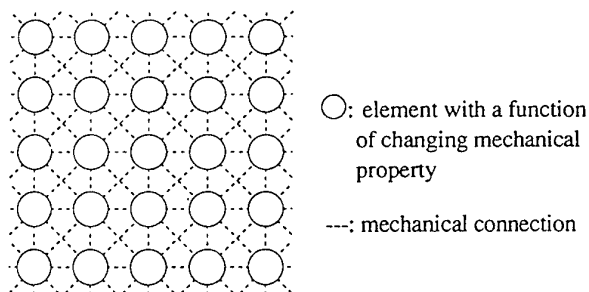 ◯: element with a function
of changing mechanical
property
---: mechanical connection